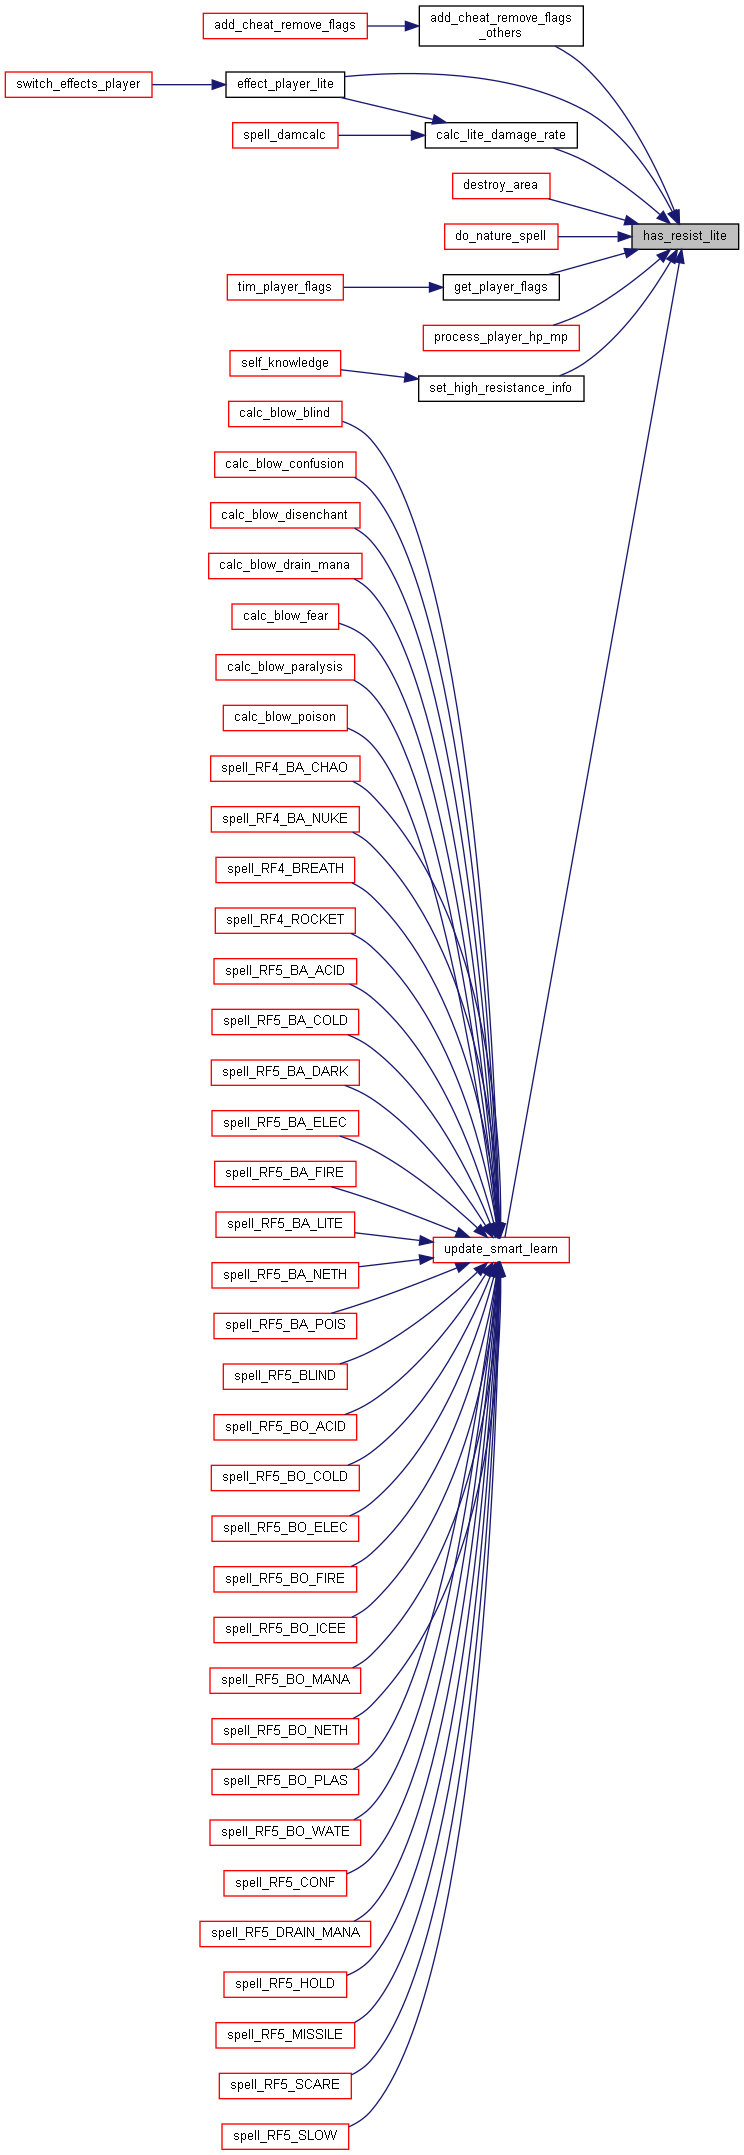 add_cheat_remove_flags
add_cheat_remove_flags
_others
switch_effects_player
effect_player_lite
spell_damcalc
calc_lite_damage_rate
destroy_area
do_nature_spell
has_resist_lite
tim_player_flags
get_player_flags
process_player_hp_mp
self_knowledge
set_high_resistance_info
calc_blow_blind
calc_blow_confusion
calc_blow_disenchant
calc_blow_drain_mana
calc_blow_fear
calc_blow_paralysis
calc_blow_poison
spell_RF4_BA_CHAO
spell_RF4_BA_NUKE
spell_RF4_BREATH
spell_RF4_ROCKET
spell_RF5_BA_ACID
spell_RF5_BA_COLD
spell_RF5_BA_DARK
spell_RF5_BA_ELEC
spell_RF5_BA_FIRE
spell_RF5_BA_LITE
update_smart_learn
spell_RF5_BA_NETH
spell_RF5_BA_POIS
spell_RF5_BLIND
spell_RF5_BO_ACID
spell_RF5_BO_COLD
spell_RF5_BO_ELEC
spell_RF5_BO_FIRE
spell_RF5_BO_ICEE
spell_RF5_BO_MANA
spell_RF5_BO_NETH
spell_RF5_BO_PLAS
spell_RF5_BO_WATE
spell_RF5_CONF
spell_RF5_DRAIN_MANA
spell_RF5_HOLD
spell_RF5_MISSILE
spell_RF5_SCARE
spell_RF5_SLOW